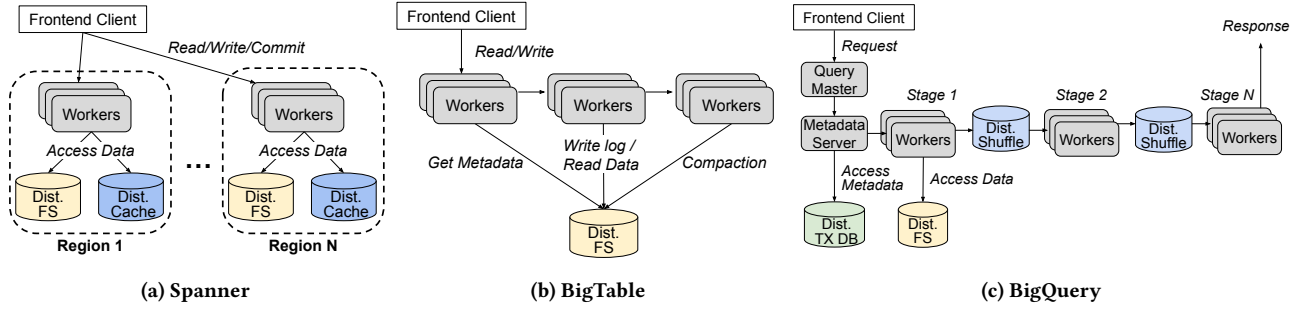 Frontend Client
Read/Write/Commit
Workers
Access Data
Dist.
FS
Dist.
Cache
Region 1
...
Workers
Access Data
Dist.
FS
Dist.
Cache
Region N
(a) Spanner
Frontend Client
Read/Write
Workers
Workers
Workers
Get Metadata
Write log /
Read Data
Compaction
Dist.
FS
(b) BigTable
Frontend Client
Request
Query
Master
Metadata
Server
Access
Metadata
Dist.
TX DB
Stage 1
Workers
Access Data
Dist.
FS
Dist.
Shuffle
Stage 2
Workers
Dist.
Shuffle
Stage N
Workers
Response
(c) BigQuery